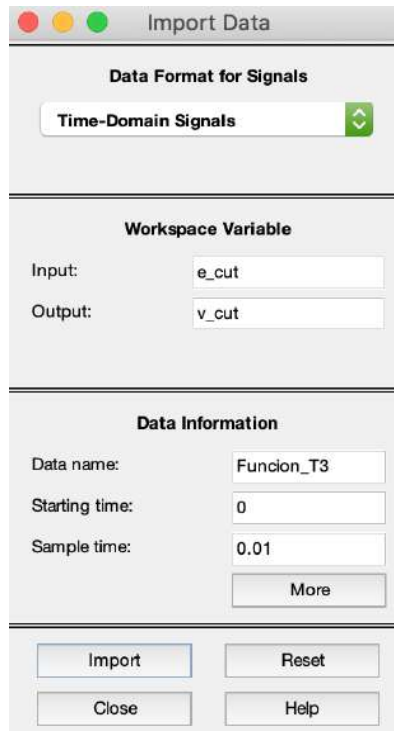 Import Data
Data Format for Signals
Time-Domain Signals
Workspace Variable
Input: e_cut
Output: v_cut
Data Information
Data name: Funcion_T3
Starting time: 0
Sample time: 0.01
More
Import Reset
Close Help